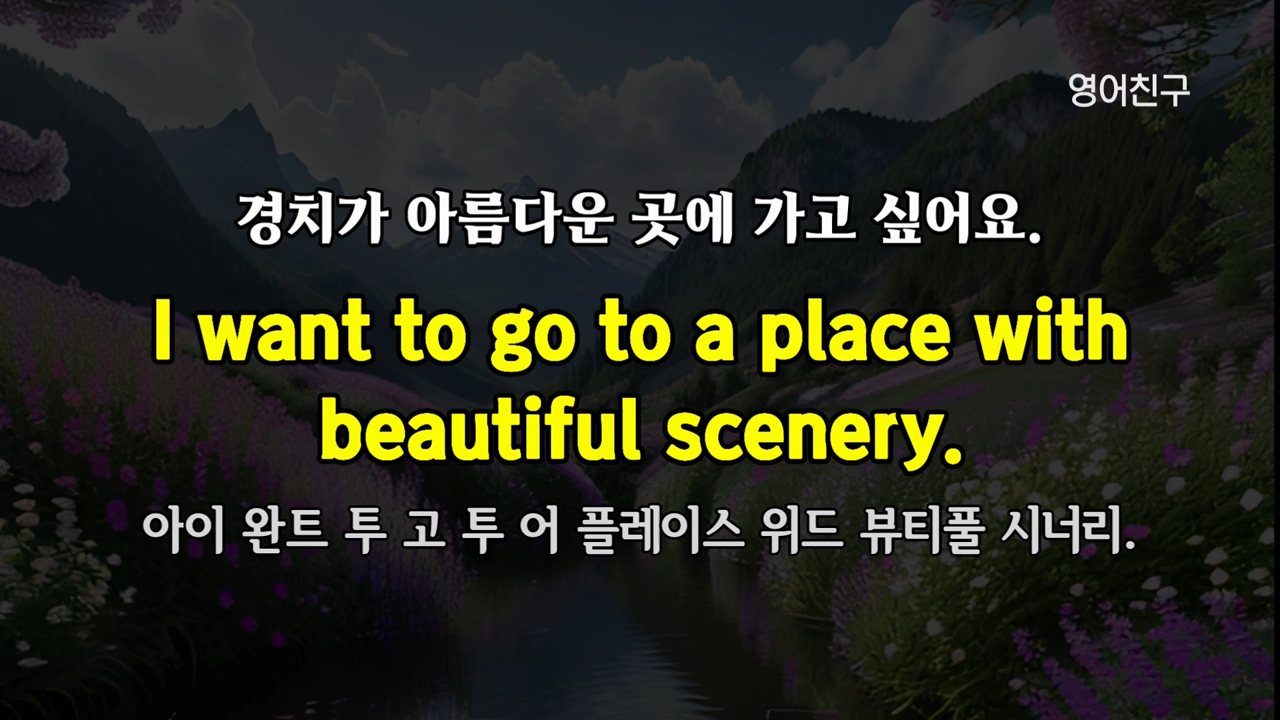 영어친구
경치가 아름다운 곳에 가고 싶어요.
I want to go to a place with
beautiful scenery.
아이 완트 투 고 투 어 플레이스 위드 뷰티풀 시너리.